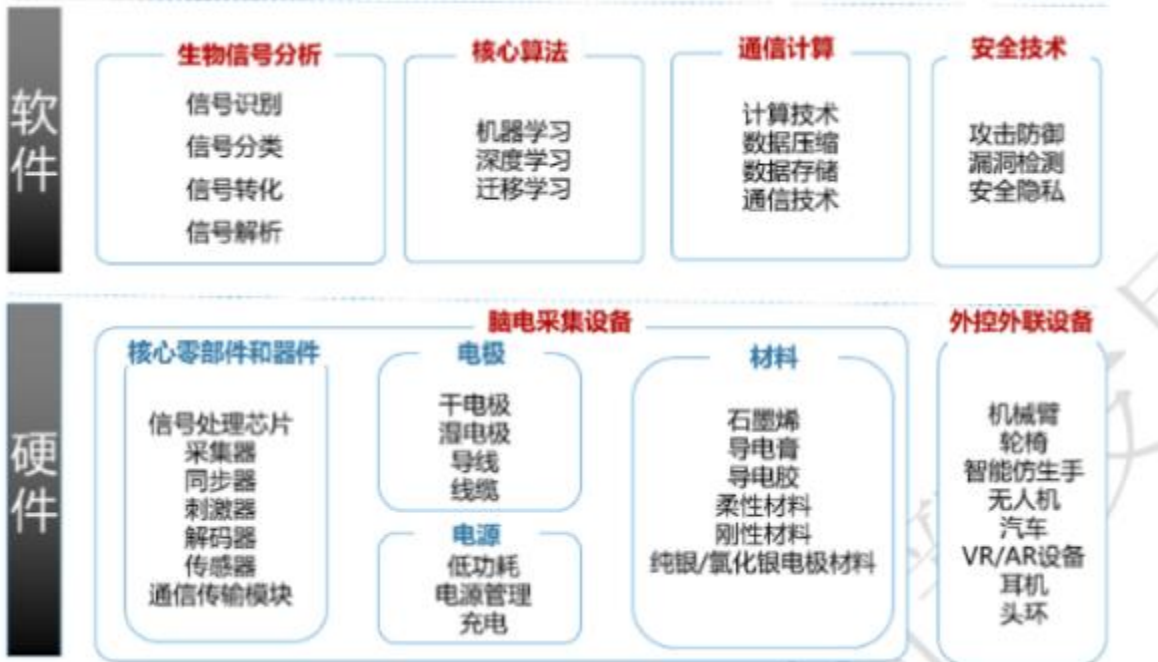 软件
生物信号分析
信号识别
信号分类
信号转化
信号解析
核心算法
机器学习
深度学习
迁移学习
通信计算
计算技术
数据压缩
数据存储
通信技术
安全技术
攻击防御
漏洞检测
安全隐私
硬件
脑电采集设备
核心零部件和器件
信号处理芯片
采集器
同步器
刺激器
解码器
传感器
通信传输模块
电极
干电极
湿电极
导线
线缆
电源
低功耗
电源管理
充电
材料
石墨烯
导电膏
导电胶
柔性材料
刚性材料
纯银/氯化银电极材料
外控外联设备
机械臂
轮椅
智能仿生手
无人机
汽车
VR/AR设备
耳机
头环